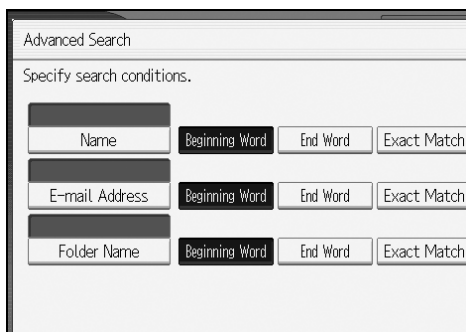 Advanced Search
Specify search conditions.
Name Beginning Word End Word Exact Match
E-mail Address Beginning Word End Word Exact Match
Folder Name Beginning Word End Word Exact Match